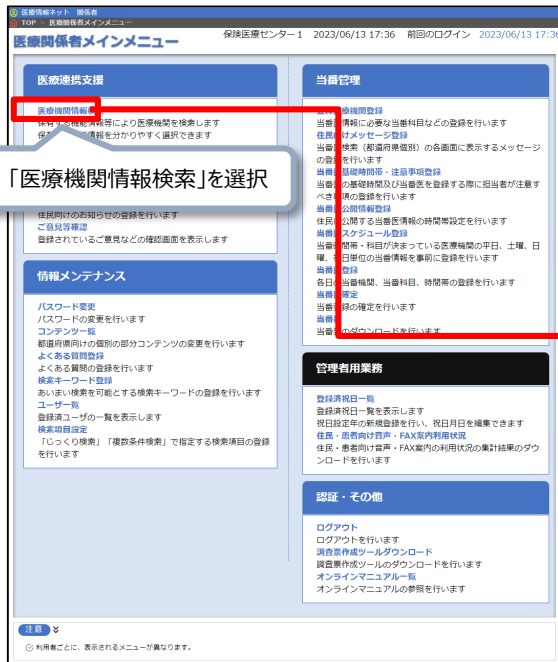 医療情報ネット 関係者
TOP > 医療関係者メインメニュー
医療関係者メインメニュー
保険医療センター1 2023/06/13 17:36 前回のログイン 2023/06/13 17:36
医療連携支援
医療機関情報検
保有する機能情報等により医療機関を検索します
情報を分かりやすく選択できます
「医療機関情報検索」を選択
住民向けのお知らせの登録を行います
ご意見等確認
登録されているご意見などの確認画面を表示します
情報メンテナンス
パスワード変更
パスワードの変更を行います
コンテンツ一覧
都道府県向けの個別の部分コンテンツの変更を行います
よくある質問登録
よくある質問の登録を行います
検索キーワード登録
あいまい検索を可能とする検索キーワードの登録を行います
ユーザ一覧
登録済ユーザの一覧を表示します
検索項目設定
「じっくり検索」「複数条件検索」で指定する検索項目の登録
を行います
当番管理
療機関登録
当番 情報に必要な当番科目などの登録を行います
住民 けメッセージ登録
当番 検索（都道府県個別）の各画面に表示するメッセージ
の登 を行います
当番 基礎時間帯・注意事項登録
当番 の基礎時間及び当番医を登録する際に担当者が注意す
べき 項の登録を行います
当番 公開情報登録
住民 公開する当番医情報の時間帯設定を行います
当番 スケジュール登録
当番 間帯・科目が決まっている医療機関の平日、土曜、日
曜、 日単位の当番情報を事前に登録を行います
当番 登録
各日 当番機関、当番科目、時間帯の登録を行います
当番 確定
当番 録の確定を行います
当番
当番 のダウンロードを行います
管理者用業務
登録済祝日一覧
登録済祝日一覧を表示します
祝日設定年の新規登録を行い、祝日月日を編集できます
住民・患者向け音声・FAX案内利用状況
住民・患者向け音声・FAX案内の利用状況の集計結果のダウ
ンロードを行います
認証・その他
ログアウト
ログアウトを行います
調査票作成ツールダウンロード
調査票作成ツールのダウンロードを行います
オンラインマニュアル一覧
オンラインマニュアルの参照を行います
注意
利用者ごとに、表示されるメニューが異なります。